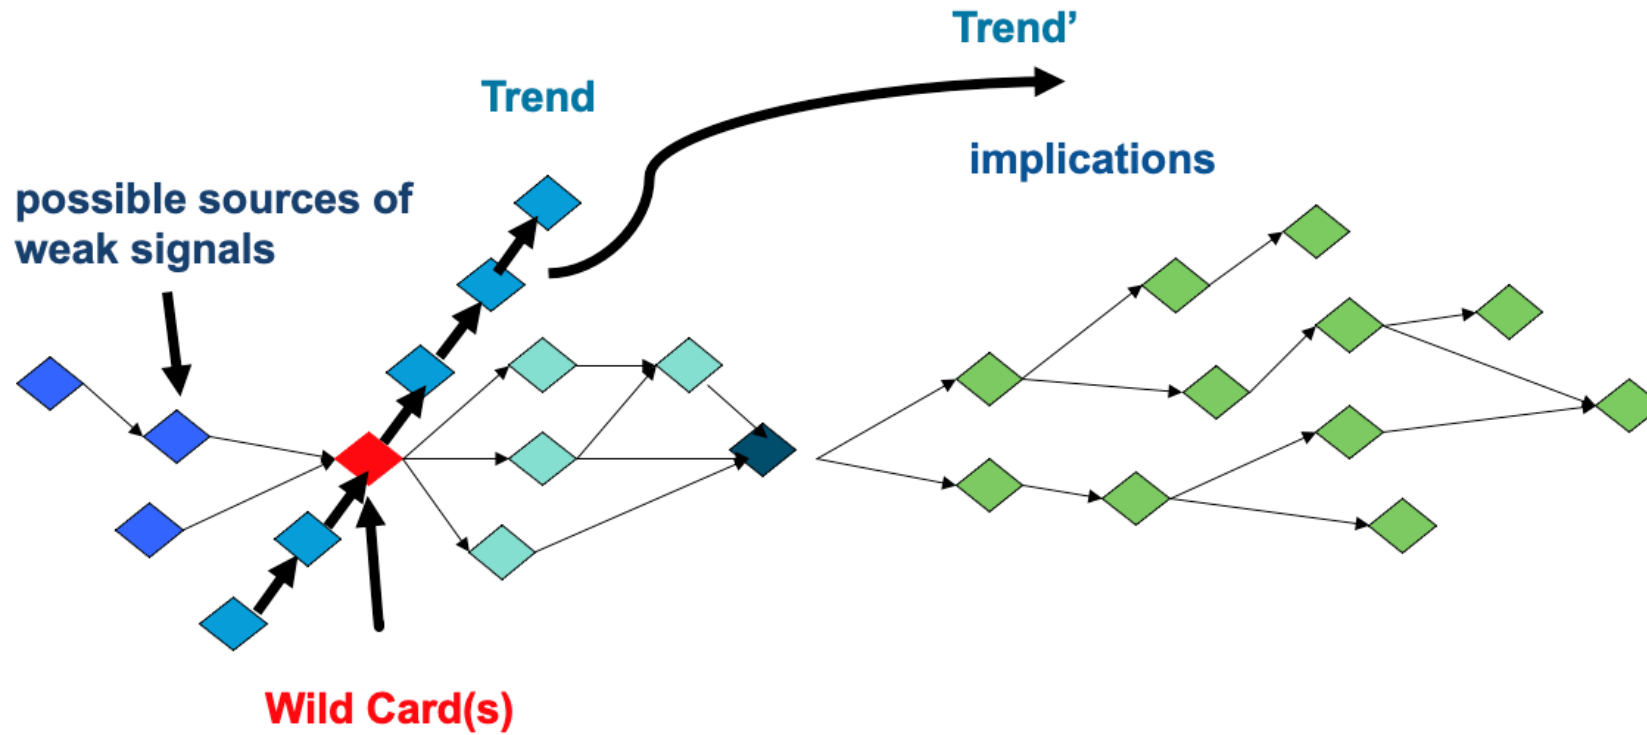 Trend’
Trend
implications
possible sources of
weak signals
Wild Card(s)